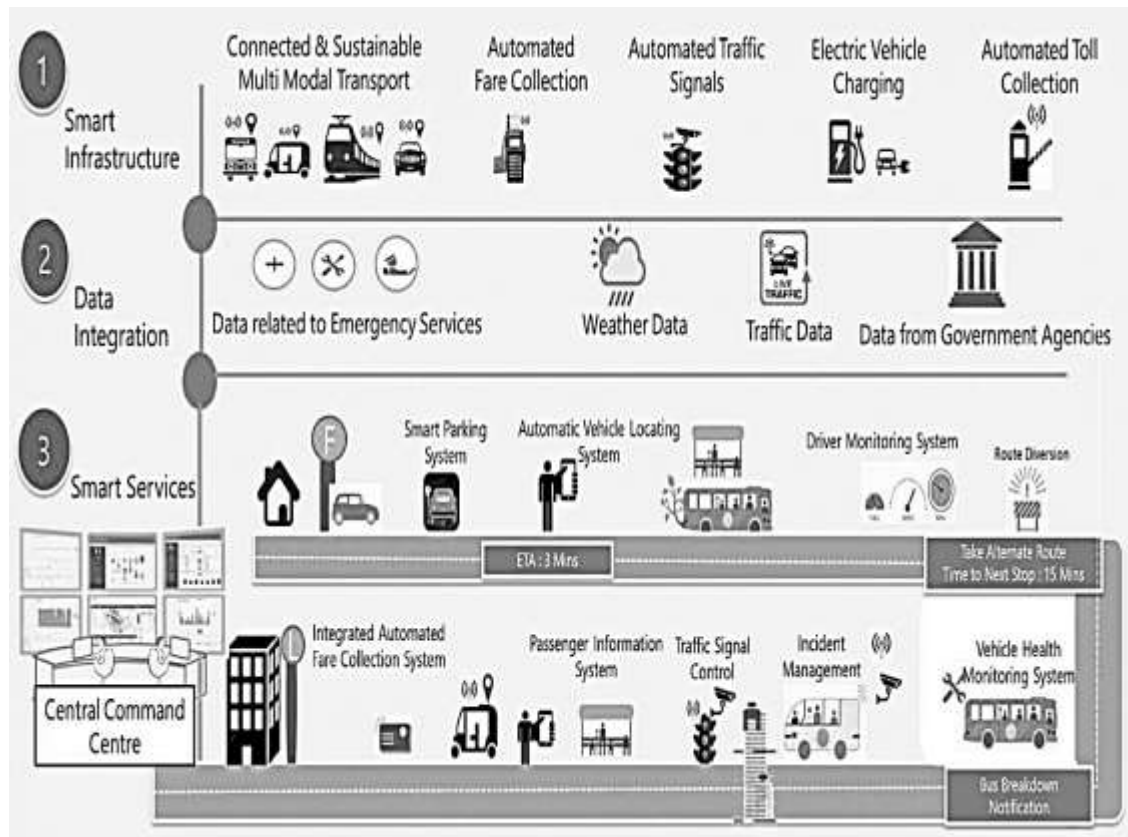 1
Smart
Infrastructure
Connected & Sustainable
Multi Modal Transport
Automated
Fare Collection
Automated Traffic
Signals
Electric Vehicle
Charging
Automated Toll
Collection
2
Data
Integration
Data related to Emergency Services
Weather Data
LIVE
TRAFFIC
Traffic Data
Data from Government Agencies
3
Smart Services
F
Smart Parking
System
Automatic Vehicle Locating
System
Driver Monitoring System
Route Diversion
ETA : 3 Mins
Take Alternate Route
Time to Next Stop : 15 Mins
Central Command
Centre
L
Integrated Automated
Fare Collection System
Passenger Information
System
Traffic Signal
Control
Incident
Management
Vehicle Health
Monitoring System
Bus Breakdown
Notification